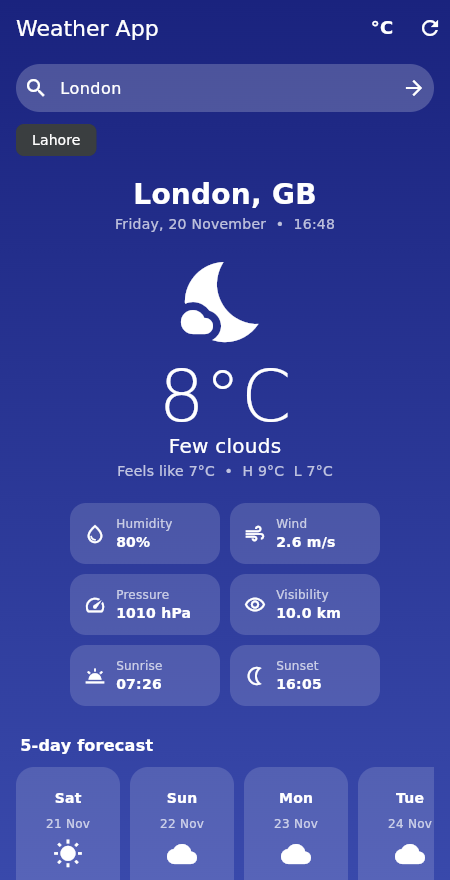 Weather App °C
London
Lahore
London, GB
Friday, 20 November • 16:48
8°C
Few clouds
Feels like 7°C • H 9°C L 7°C
Humidity
80%
Wind
2.6 m/s
Pressure
1010 hPa
Visibility
10.0 km
Sunrise
07:26
Sunset
16:05
5-day forecast
Sat
21 Nov
Sun
22 Nov
Mon
23 Nov
Tue
24 Nov